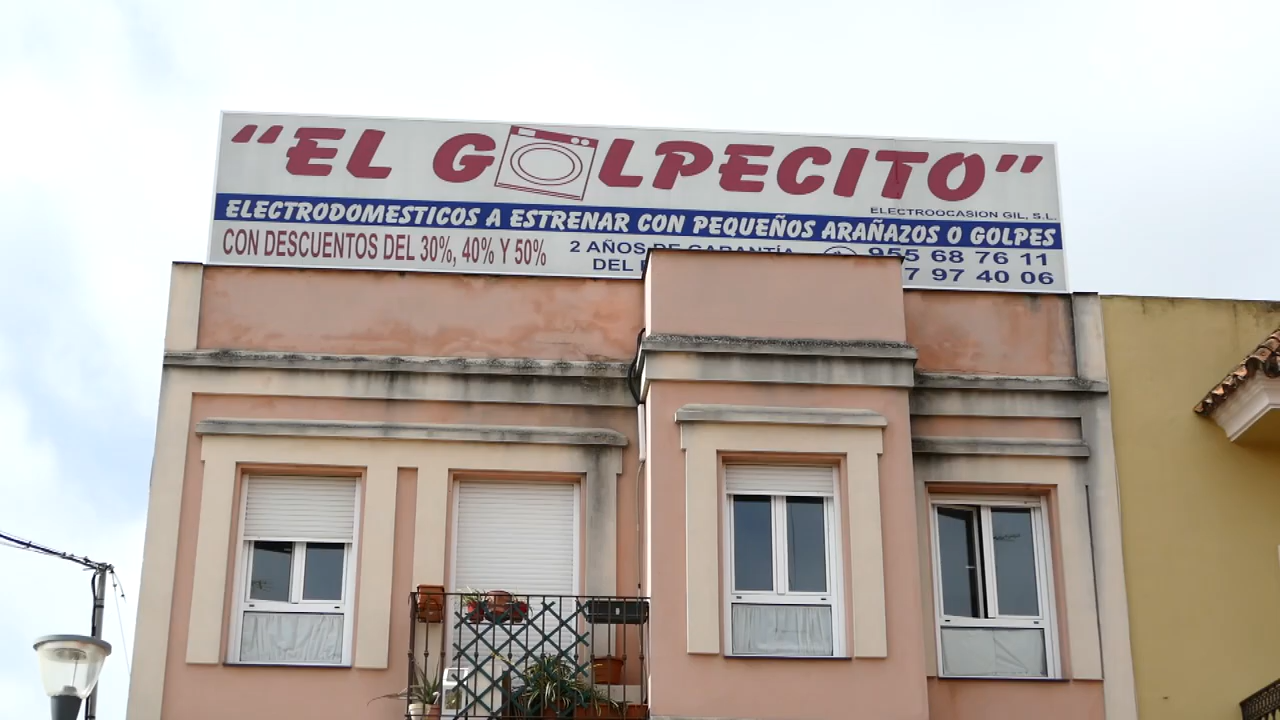 "EL GOLPECITO"
ELECTROOCASION GIL, S.L.
ELECTRODOMESTICOS A ESTRENAR CON PEQUEÑOS ARAÑAZOS O GOLPES
CON DESCUENTOS DEL 30%, 40% Y 50%
2 AÑOS DE GARANTÍA
DEL
955 68 76 11
7 97 40 06